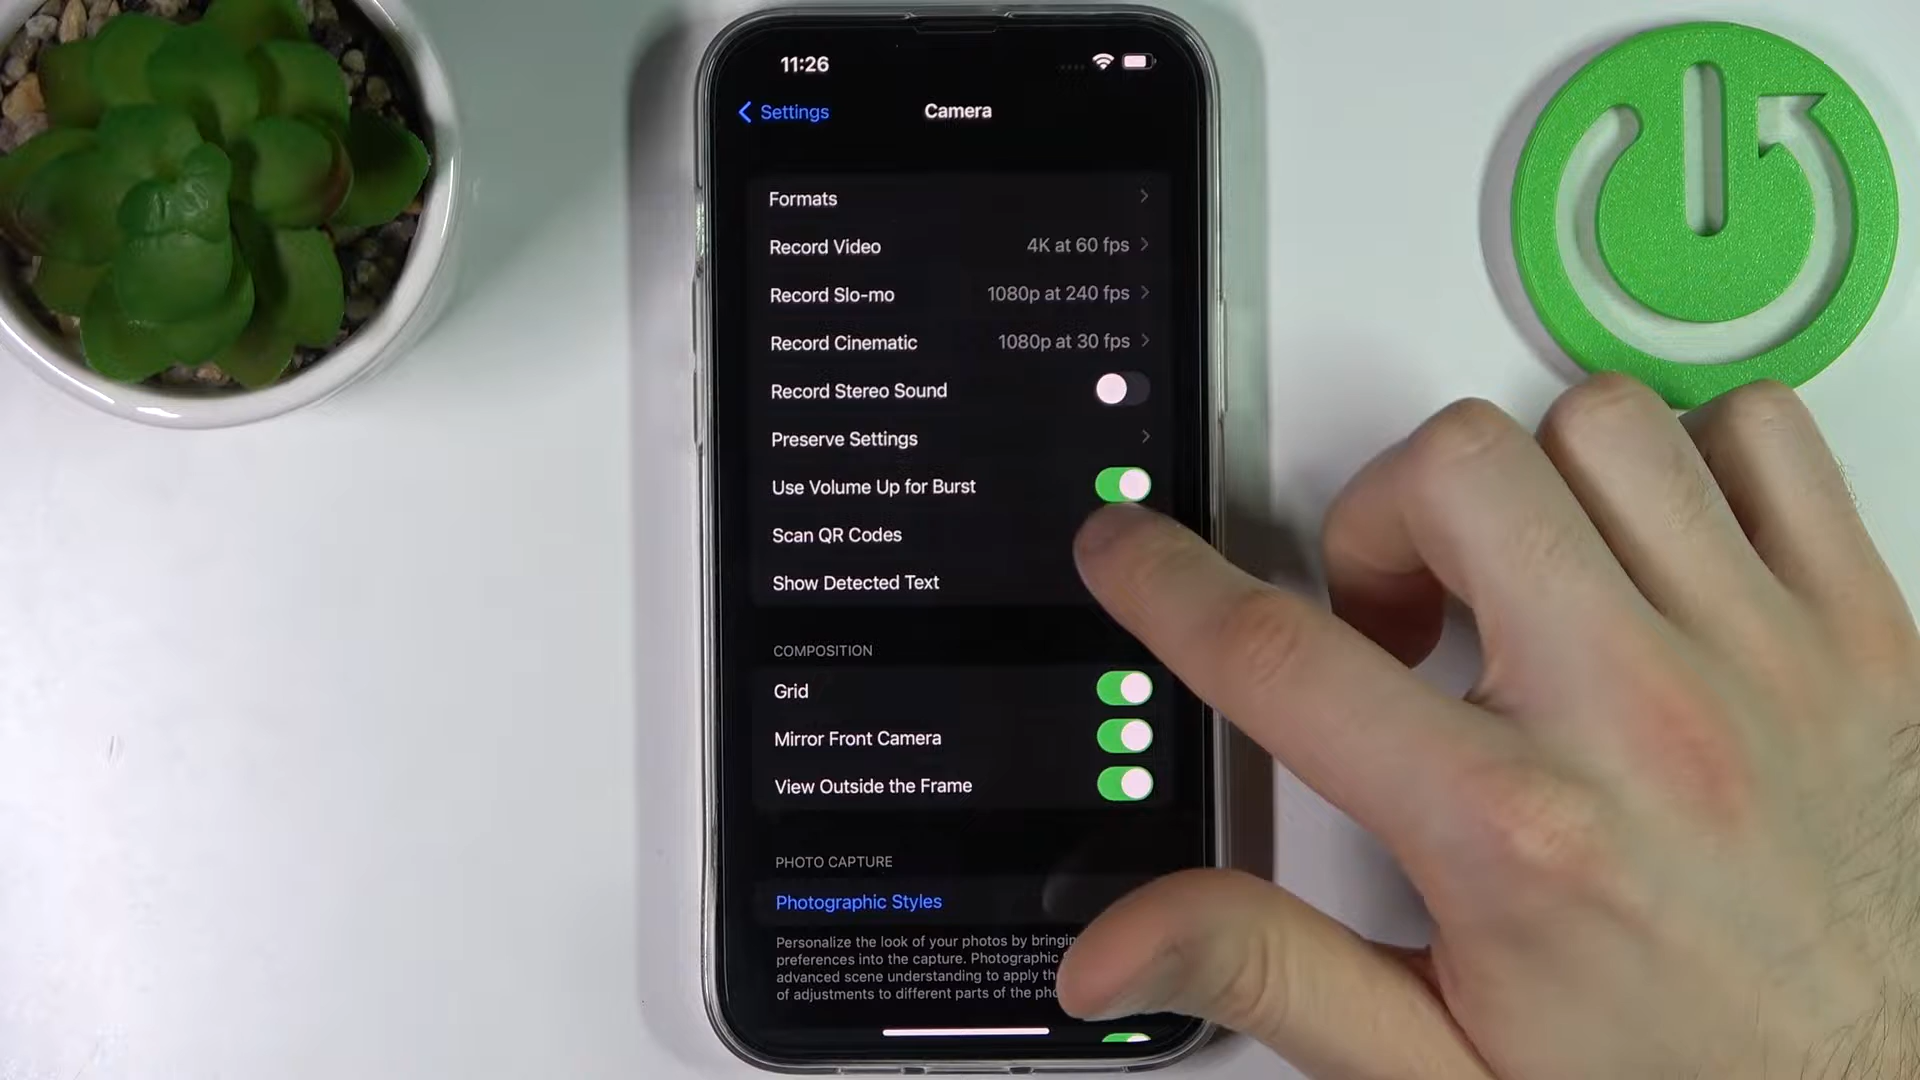 11:26
Settings
Camera
Formats
Record Video 4K at 60 fps
Record Slo-mo 1080p at 240 fps
Record Cinematic 1080p at 30 fps
Record Stereo Sound
Preserve Settings
Use Volume Up for Burst
Scan QR Codes
Show Detected Text
COMPOSITION
Grid
Mirror Front Camera
View Outside the Frame
PHOTO CAPTURE
Photographic Styles
Personalize the look of your photos by bringing
preferences into the capture. Photographic
advanced scene understanding to apply
of adjustments to different parts of the